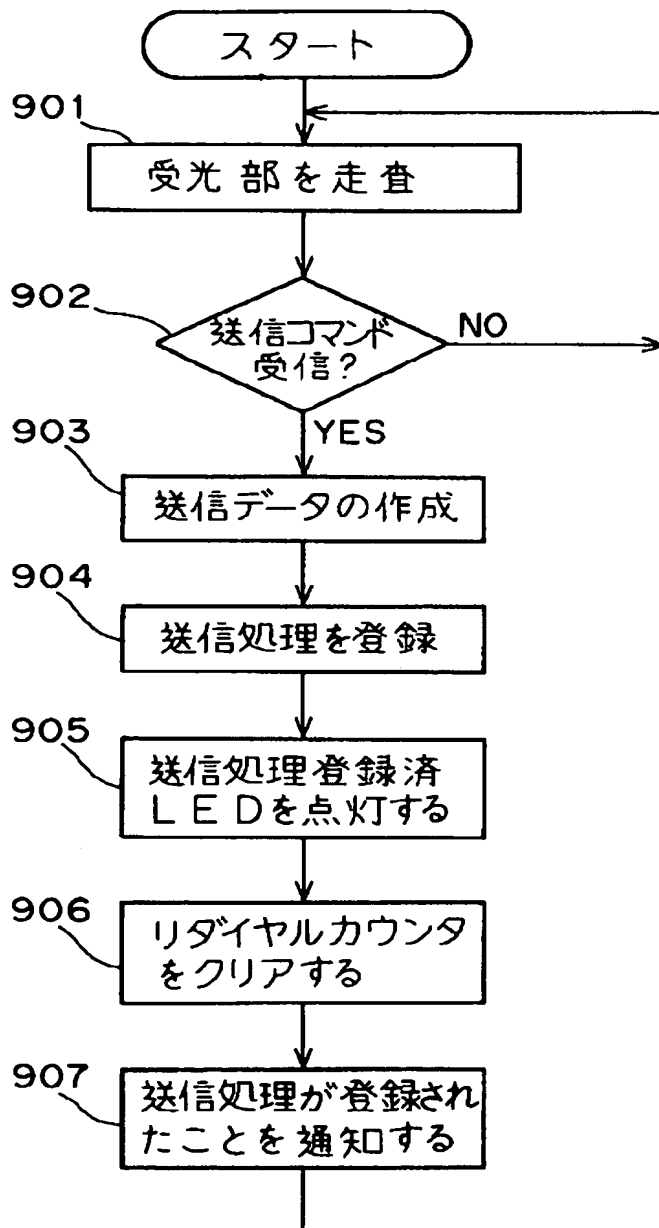 スタート
901
受光部を走査
902
送信コマンド
受信?
NO
YES
903
送信データの作成
904
送信処理を登録
905
送信処理登録済
LEDを点灯する
906
リダイヤルカウンタ
をクリアする
907
送信処理が登録され
たことを通知する